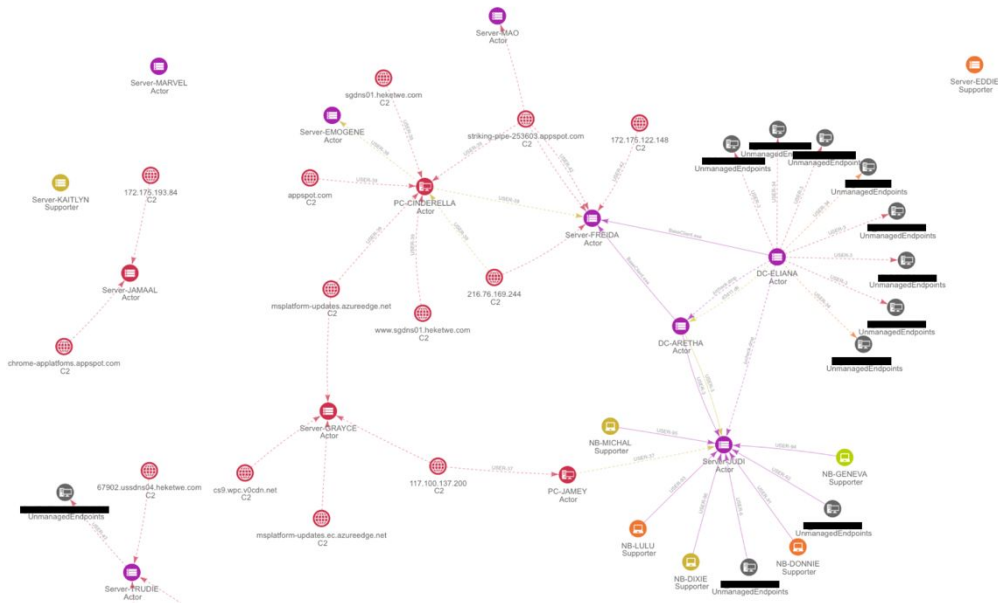 Server-MAO
Actor
Server-MARVEL
Actor
Server-EDDIE
Supporter
sgdns01.heketwe.com
C2
Server-EMOGENE
Actor
striking-pipe-253603.appspot.com
C2
172.175.122.148
C2
UnmanagedEndpoints
UnmanagedEndpoints
UnmanagedEndpoints
172.175.193.84
C2
Server-KAITLYN
Supporter
appspot.com
C2
PC-CINDERELLA
Actor
UnmanagedEndpoints
Server-FREIDA
Actor
UnmanagedEndpoints
BaseClient.exe
DC-ELIANA
Actor
UnmanagedEndpoints
Server-JAMAAL
Actor
msplatform-updates.azureedge.net
C2
216.76.169.244
C2
www.sgdns01.heketwe.com
C2
UnmanagedEndpoints
DC-ARETHA
Actor
chrome-applatfoms.appspot.com
C2
UnmanagedEndpoints
Server-GRAYCE
Actor
NB-MICHAL
Supporter
Server-JUDI
Actor
NB-GENEVA
Supporter
cs9.wpc.v0cdn.net
C2
117.100.137.200
C2
PC-JAMEY
Actor
67902.ussdns04.heketwe.com
C2
UnmanagedEndpoints
UnmanagedEndpoints
msplatform-updates.ec.azureedge.net
C2
NB-LULU
Supporter
NB-DONNIE
Supporter
NB-DIXIE
Supporter
UnmanagedEndpoints
Server-TRUDIE
Actor